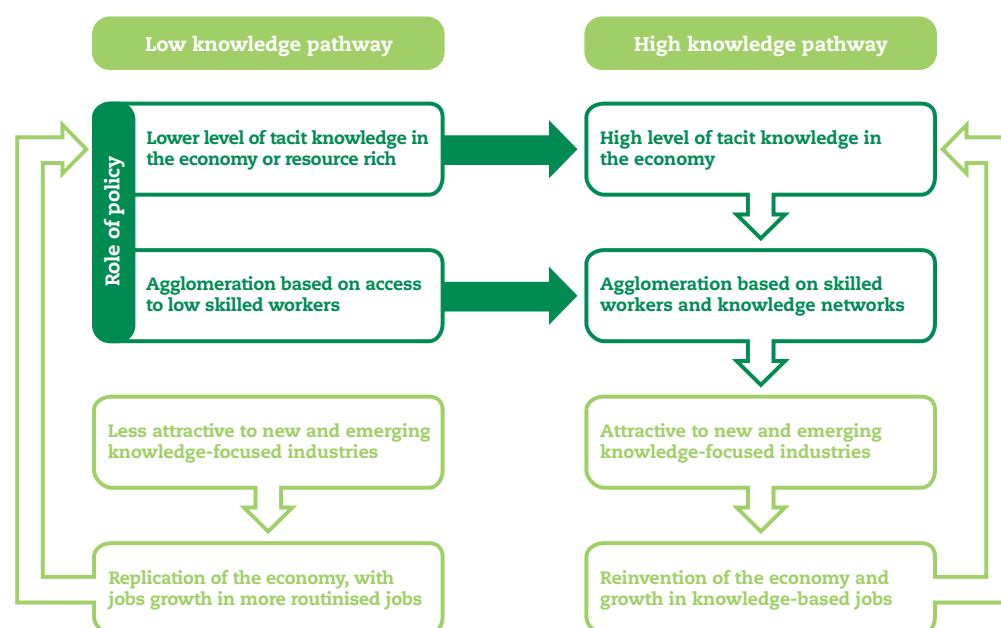 Low knowledge pathway
High knowledge pathway
Role of policy
Lower level of tacit knowledge in
the economy or resource rich
High level of tacit knowledge in
the economy
Agglomeration based on access
to low skilled workers
Agglomeration based on skilled
workers and knowledge networks
Less attractive to new and emerging
knowledge-focused industries
Attractive to new and emerging
knowledge-focused industries
Replication of the economy, with
jobs growth in more routinised jobs
Reinvention of the economy and
growth in knowledge-based jobs